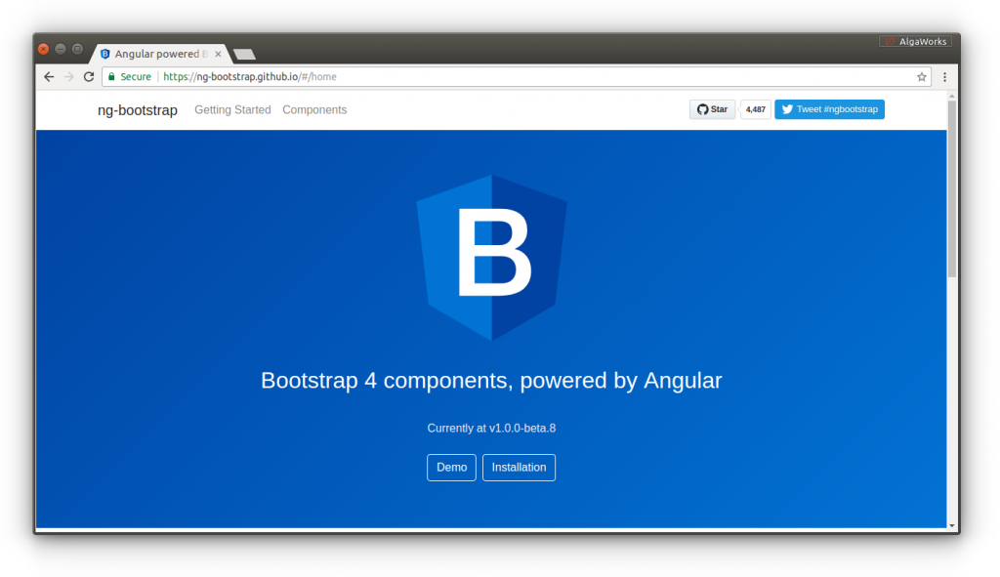 AlgaWorks
Angular powered B
Secure https://ng-bootstrap.github.io/#/home
ng-bootstrap Getting Started Components Star 4,487 Tweet #ngbootstrap
B
Bootstrap 4 components, powered by Angular
Currently at v1.0.0-beta.8
Demo Installation